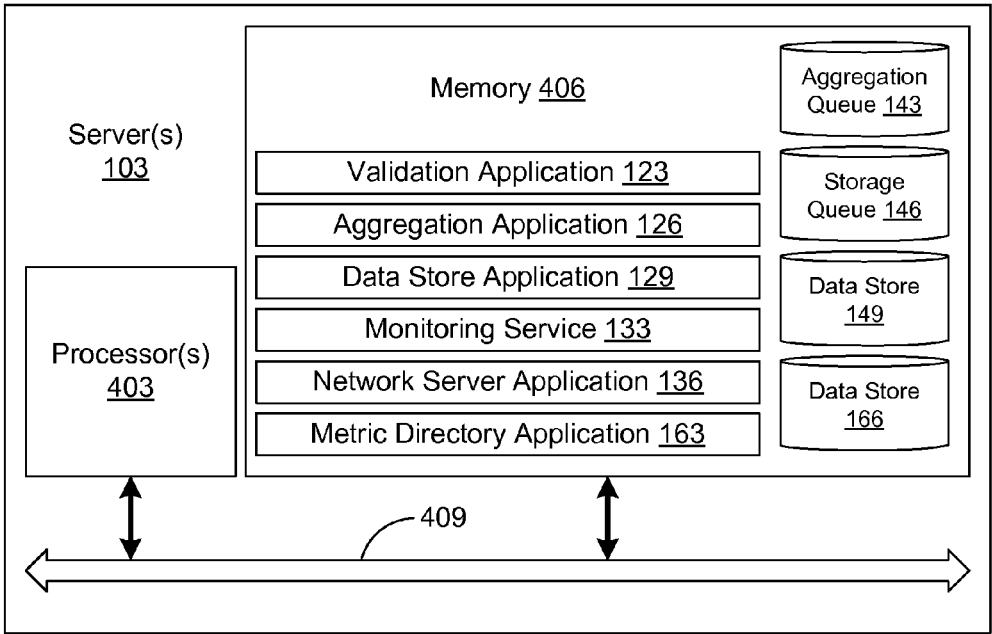 Server(s)
103
Processor(s)
403
Memory 406
Validation Application 123
Aggregation Application 126
Data Store Application 129
Monitoring Service 133
Network Server Application 136
Metric Directory Application 163
Aggregation
Queue 143
Storage
Queue 146
Data Store
149
Data Store
166
409